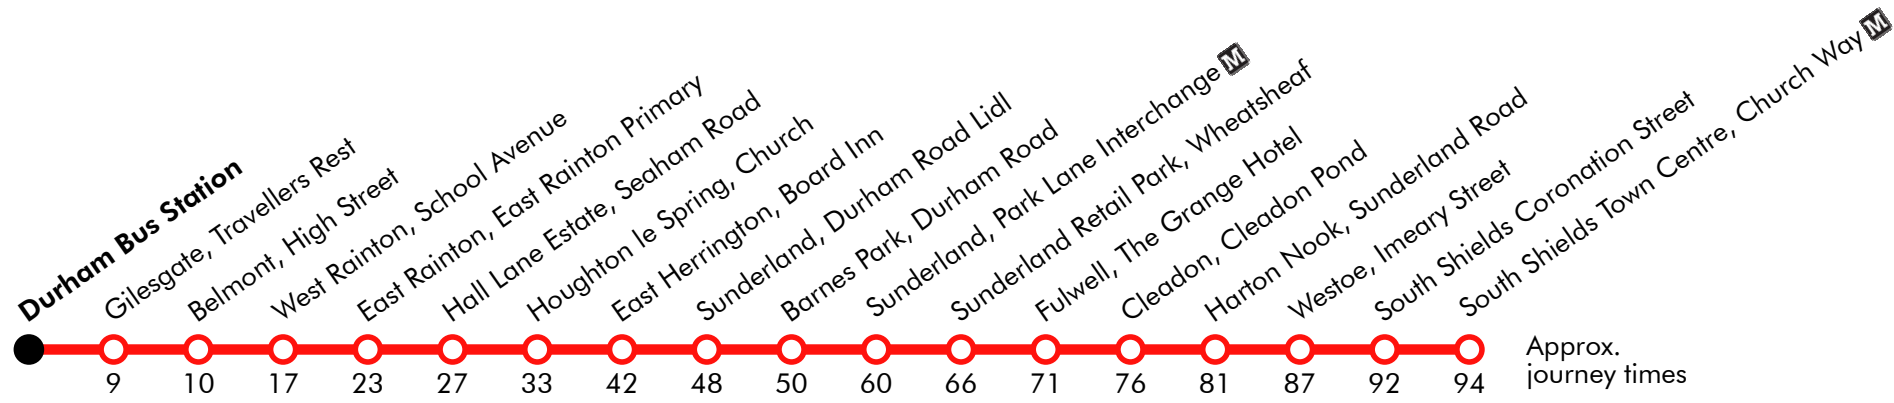 Durham Bus Station
Gilesgate, Travellers Rest
Belmont, High Street
West Rainton, School Avenue
East Rainton, East Rainton Primary
Hall Lane Estate, Seaham Road
Houghton le Spring, Church
East Herrington, Board Inn
Sunderland, Durham Road Lidl
Barnes Park, Durham Road
Sunderland, Park Lane Interchange M
Sunderland Retail Park, Wheatsheaf
Fulwell, The Grange Hotel
Cleadon, Cleadon Pond
Harton Nook, Sunderland Road
Westoe, Imeary Street
South Shields Coronation Street
South Shields Town Centre, Church Way M
9 10 17 23 27 33 42 48 50 60 66 71 76 81 87 92 94
Approx.
journey times